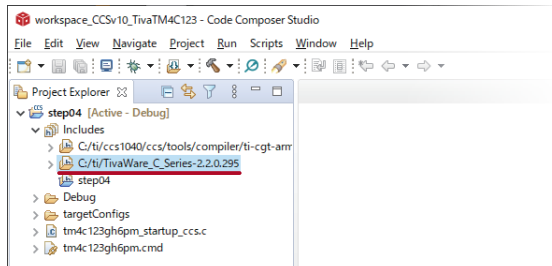 workspace_CCSv10_TivaTM4C123 - Code Composer Studio
File Edit View Navigate Project Run Scripts Window Help
Project Explorer
step04 [Active - Debug]
Includes
C:/ti/ccs1040/ccs/tools/compiler/ti-cgt-arm
C:/ti/TivaWare_C_Series-2.2.0.295
step04
Debug
targetConfigs
tm4c123gh6pm_startup_ccs.c
tm4c123gh6pm.cmd